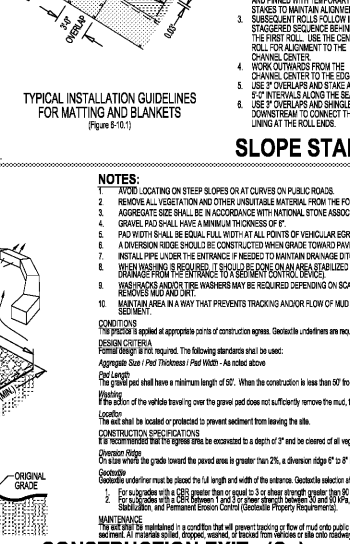 AND PINNED WITH TEMPORARY
STAKES TO MAINTAIN ALIGNMENT
3. SUBSEQUENT ROLLS FOLLOW I
STAGGERED SEQUENCE BEHIN
THE FIRST ROLL. USE THE CEN
ROLL FOR ALIGNMENT TO THE
CHANNEL CENTER.
4. WORK OUTWARDS FROM THE
CHANNEL CENTER TO THE EDG
5. USE 3" OVERLAPS AND STAKE A
5'-0" INTERVALS ALONG THE SEA
6. USE 3" OVERLAPS AND SHINGLE
DOWNSTREAM TO CONNECT TH
LINING AT THE ROLL ENDS.
3'-0"
OVERLAP
0.03'
TYPICAL INSTALLATION GUIDELINES
FOR MATTING AND BLANKETS
(Figure 6-10.1)
SLOPE STA
NOTES:
1. AVOID LOCATING ON STEEP SLOPES OR AT CURVES ON PUBLIC ROADS.
2. REMOVE ALL VEGETATION AND OTHER UNSUITABLE MATERIAL FROM THE FO
3. AGGREGATE SIZE SHALL BE IN ACCORDANCE WITH NATIONAL STONE ASSOC
4. GRAVEL PAD SHALL HAVE A MINIMUM THICKNESS OF 6".
5. PAD WIDTH SHALL BE EQUAL FULL WIDTH AT ALL POINTS OF VEHICULAR EGR
6. A DIVERSION RIDGE SHOULD BE CONSTRUCTED WHEN GRADE TOWARD PAV
7. INSTALL PIPE UNDER THE ENTRANCE IF NEEDED TO MAINTAIN DRAINAGE DIT
8. WHEN WASHING IS REQUIRED, IT SHOULD BE DONE ON AN AREA STABILIZED
DRAINAGE FROM THE ENTRANCE TO A SEDIMENT CONTROL DEVICE).
9. WASHRACKS AND/OR TIRE WASHERS MAY BE REQUIRED DEPENDING ON SCA
REMOVES MUD AND DIRT.
10. MAINTAIN AREA IN A WAY THAT PREVENTS TRACKING AND/OR FLOW OF MUD
SEDIMENT.
CONDITIONS
This practice is applied at appropriate points of construction egress. Geotextile underliners are requ
DESIGN CRITERIA
Formal design is not required. The following standards shall be used:
Aggregate Size / Pad Thickness / Pad Width - As noted above
Pad Length
The gravel pad shall have a minimum length of 50'. When the construction is less than 50' fro
Washing
If the action of the vehicle traveling over the gravel pad does not sufficiently remove the mud, t
Location
The exit shall be located or protected to prevent sediment from leaving the site.
CONSTRUCTION SPECIFICATIONS
It is recommended that the egress area be excavated to a depth of 3" and be cleared of all veg
Diversion Ridge
On sites where the grade toward the paved area is greater than 2%, a diversion ridge 6" to 8"
Geotextile
Geotextile underliner must be placed the full length and width of the entrance. Geotextile selection s
1. For subgrades with a CBR greater than or equal to 3 or shear strength greater than 90
2. For subgrades with a CBR between 1 and 3 or sheer strength between 30 and 90 kPa,
Stabilization, and Permanent Erosion Control (Geotextile Property Requirements).
MAINTENANCE
The exit shall be maintained in a condition that will prevent tracking or flow of mud onto public
sediment. All materials spilled, dropped, washed, or tracked from vehicles or site onto roadway
ORIGINAL
GRADE